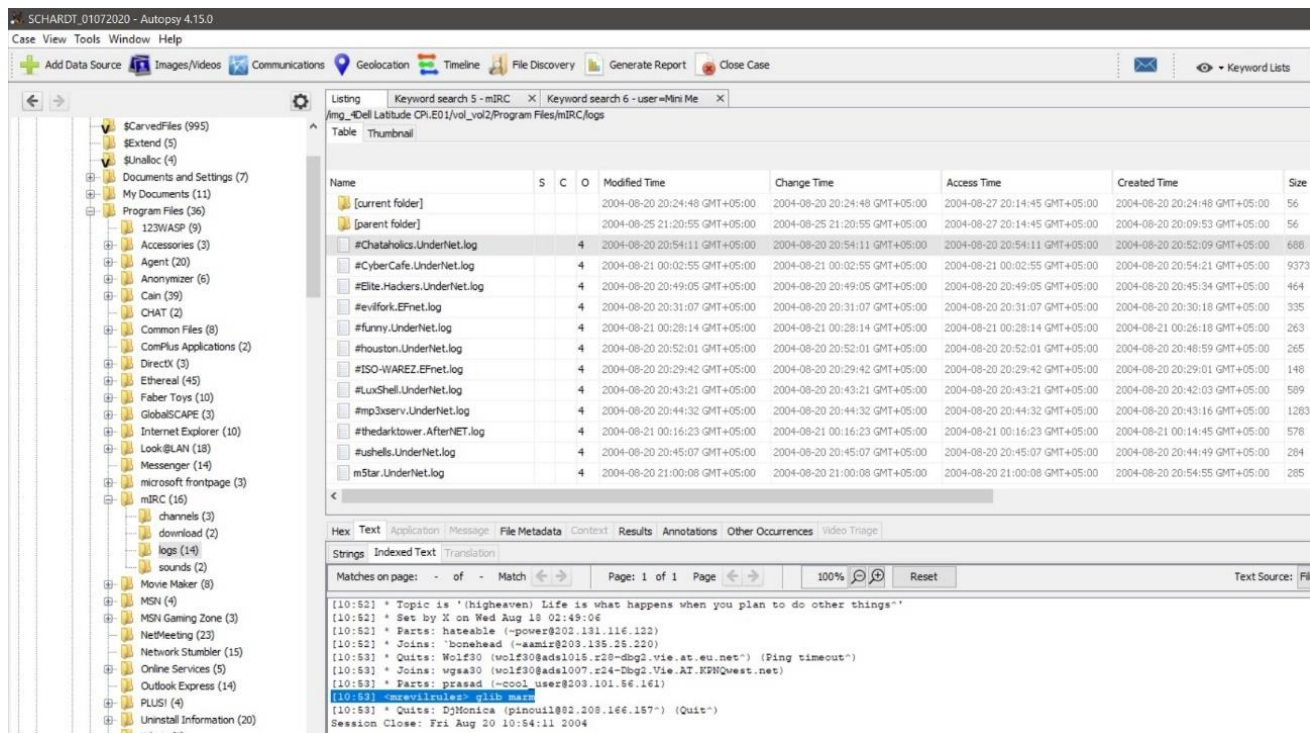 SCHARDT_01072020 - Autopsy 4.15.0
Case View Tools Window Help
Add Data Source Images/Videos Communications Geolocation Timeline File Discovery Generate Report Close Case Keyword Lists
Listing Keyword search 5 - mIRC X Keyword search 6 - user=Mini Me X
/img_4Dell Latitude CPi.E01/vol_vol2/Program Files/mIRC/logs
Table Thumbnail
$CarvedFiles (995)
$Extend (5)
$Unalloc (4)
Documents and Settings (7)
My Documents (11)
Program Files (36)
123WASP (9)
Accessories (3)
Agent (20)
Anonymizer (6)
Cain (39)
CHAT (2)
Common Files (8)
ComPlus Applications (2)
DirectX (3)
Ethereal (45)
Faber Toys (10)
GlobalSCAPE (3)
Internet Explorer (10)
Look@LAN (18)
Messenger (14)
microsoft frontpage (3)
mIRC (16)
channels (3)
download (2)
logs (14)
sounds (2)
Movie Maker (8)
MSN (4)
MSN Gaming Zone (3)
NetMeeting (23)
Network Stumbler (15)
Online Services (5)
Outlook Express (14)
PLUS! (4)
Uninstall Information (20)
Name S C O Modified Time Change Time Access Time Created Time Size
[current folder] 2004-08-20 20:24:48 GMT+05:00 2004-08-20 20:24:48 GMT+05:00 2004-08-27 20:14:45 GMT+05:00 2004-08-20 20:24:48 GMT+05:00 56
[parent folder] 2004-08-25 21:20:55 GMT+05:00 2004-08-25 21:20:55 GMT+05:00 2004-08-27 20:14:45 GMT+05:00 2004-08-20 20:09:53 GMT+05:00 56
#Chataholics.UnderNet.log 4 2004-08-20 20:54:11 GMT+05:00 2004-08-20 20:54:11 GMT+05:00 2004-08-20 20:54:11 GMT+05:00 2004-08-20 20:52:09 GMT+05:00 688
#CyberCafe.UnderNet.log 4 2004-08-21 00:02:55 GMT+05:00 2004-08-21 00:02:55 GMT+05:00 2004-08-21 00:02:55 GMT+05:00 2004-08-20 20:54:21 GMT+05:00 9373
#Elite.Hackers.UnderNet.log 4 2004-08-20 20:49:05 GMT+05:00 2004-08-20 20:49:05 GMT+05:00 2004-08-20 20:49:05 GMT+05:00 2004-08-20 20:45:34 GMT+05:00 464
#evilfork.EFnet.log 4 2004-08-20 20:31:07 GMT+05:00 2004-08-20 20:31:07 GMT+05:00 2004-08-20 20:31:07 GMT+05:00 2004-08-20 20:30:18 GMT+05:00 335
#funny.UnderNet.log 4 2004-08-21 00:28:14 GMT+05:00 2004-08-21 00:28:14 GMT+05:00 2004-08-21 00:28:14 GMT+05:00 2004-08-21 00:26:18 GMT+05:00 263
#houston.UnderNet.log 4 2004-08-20 20:52:01 GMT+05:00 2004-08-20 20:52:01 GMT+05:00 2004-08-20 20:52:01 GMT+05:00 2004-08-20 20:48:59 GMT+05:00 265
#ISO-WAREZ.EFnet.log 4 2004-08-20 20:29:42 GMT+05:00 2004-08-20 20:29:42 GMT+05:00 2004-08-20 20:29:42 GMT+05:00 2004-08-20 20:29:01 GMT+05:00 148
#LuxShell.UnderNet.log 4 2004-08-20 20:43:21 GMT+05:00 2004-08-20 20:43:21 GMT+05:00 2004-08-20 20:43:21 GMT+05:00 2004-08-20 20:42:03 GMT+05:00 589
#mp3xserv.UnderNet.log 4 2004-08-20 20:44:32 GMT+05:00 2004-08-20 20:44:32 GMT+05:00 2004-08-20 20:44:32 GMT+05:00 2004-08-20 20:43:16 GMT+05:00 1283
#thedarktower.AfterNET.log 4 2004-08-21 00:16:23 GMT+05:00 2004-08-21 00:16:23 GMT+05:00 2004-08-21 00:16:23 GMT+05:00 2004-08-21 00:14:45 GMT+05:00 578
#ushells.UnderNet.log 4 2004-08-20 20:45:07 GMT+05:00 2004-08-20 20:45:07 GMT+05:00 2004-08-20 20:45:07 GMT+05:00 2004-08-20 20:44:49 GMT+05:00 284
m5tar.UnderNet.log 4 2004-08-20 21:00:08 GMT+05:00 2004-08-20 21:00:08 GMT+05:00 2004-08-20 21:00:08 GMT+05:00 2004-08-20 20:54:55 GMT+05:00 285
Hex Text Application Message File Metadata Context Results Annotations Other Occurrences Video Triage
Strings Indexed Text Translation
Matches on page: - of - Match Page: 1 of 1 Page 100% Reset Text Source:
[10:52] * Topic is '(higheaven) Life is what happens when you plan to do other things^'
[10:52] * Set by X on Wed Aug 18 02:49:06
[10:52] * Parts: hateable (~power@202.131.116.122)
[10:52] * Joins: `bonehead (~aamir@203.135.25.220)
[10:53] * Quits: Wolf30 (wolf30@adsl015.r28-dbg2.vie.at.eu.net^) (Ping timeout^)
[10:53] * Joins: wgsa30 (wolf30@adsl007.r24-Dbg2.Vie.AT.KPNQwest.net)
[10:53] * Parts: prasad (~cool_user@203.101.56.161)
[10:53] <mrevilrulez> glib marm
[10:53] * Quits: DjMonica (pinouil@82.208.166.157^) (Quit^)
Session Close: Fri Aug 20 10:54:11 2004